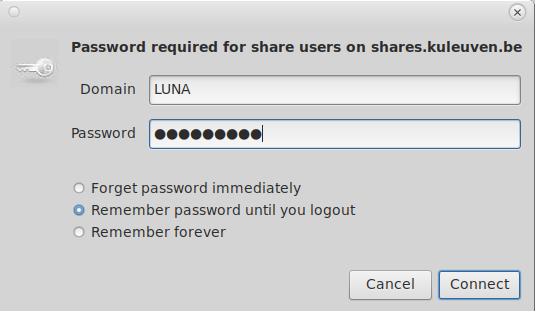 Password required for share users on shares.kuleuven.be
Domain LUNA
Password ●●●●●●●●●
Forget password immediately
Remember password until you logout
Remember forever
Cancel Connect